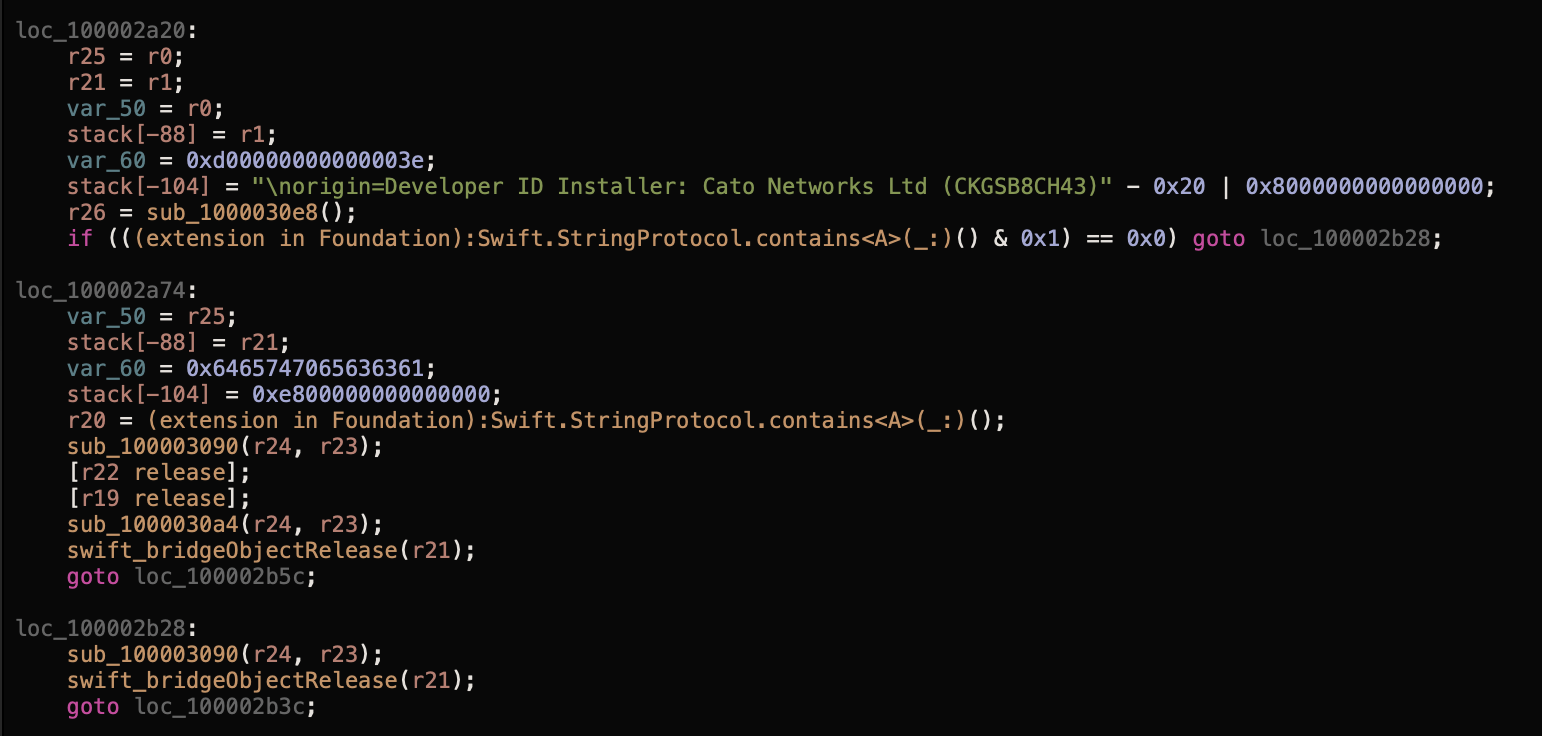 loc_100002a20:
r25 = r0;
r21 = r1;
var_50 = r0;
stack[-88] = r1;
var_60 = 0xd00000000000003e;
stack[-104] = "\norigin=Developer ID Installer: Cato Networks Ltd (CKGSB8CH43)" - 0x20 | 0x8000000000000000;
r26 = sub_1000030e8();
if (((extension in Foundation):Swift.StringProtocol.contains<A>(_:)() & 0x1) == 0x0) goto loc_100002b28;
loc_100002a74:
var_50 = r25;
stack[-88] = r21;
var_60 = 0x6465747065636361;
stack[-104] = 0xe800000000000000;
r20 = (extension in Foundation):Swift.StringProtocol.contains<A>(_:)();
sub_100003090(r24, r23);
[r22 release];
[r19 release];
sub_1000030a4(r24, r23);
swift_bridgeObjectRelease(r21);
goto loc_100002b5c;
loc_100002b28:
sub_100003090(r24, r23);
swift_bridgeObjectRelease(r21);
goto loc_100002b3c;